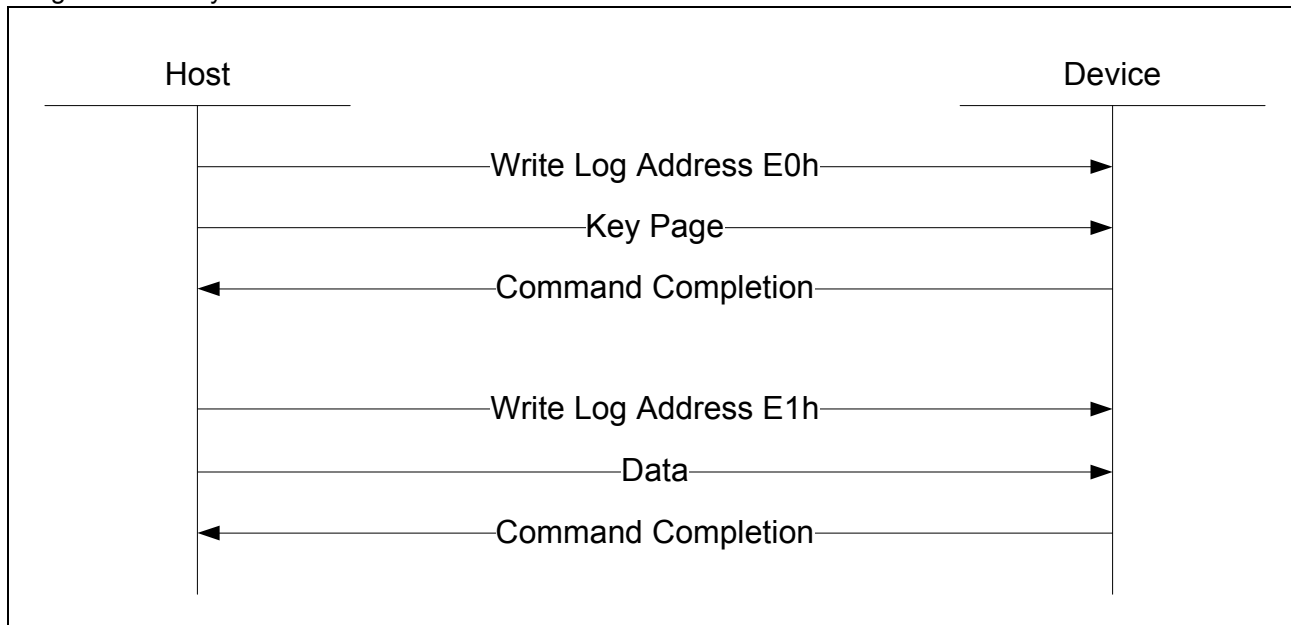 Host
Device
Write Log Address E0h
Key Page
Command Completion
Write Log Address E1h
Data
Command Completion